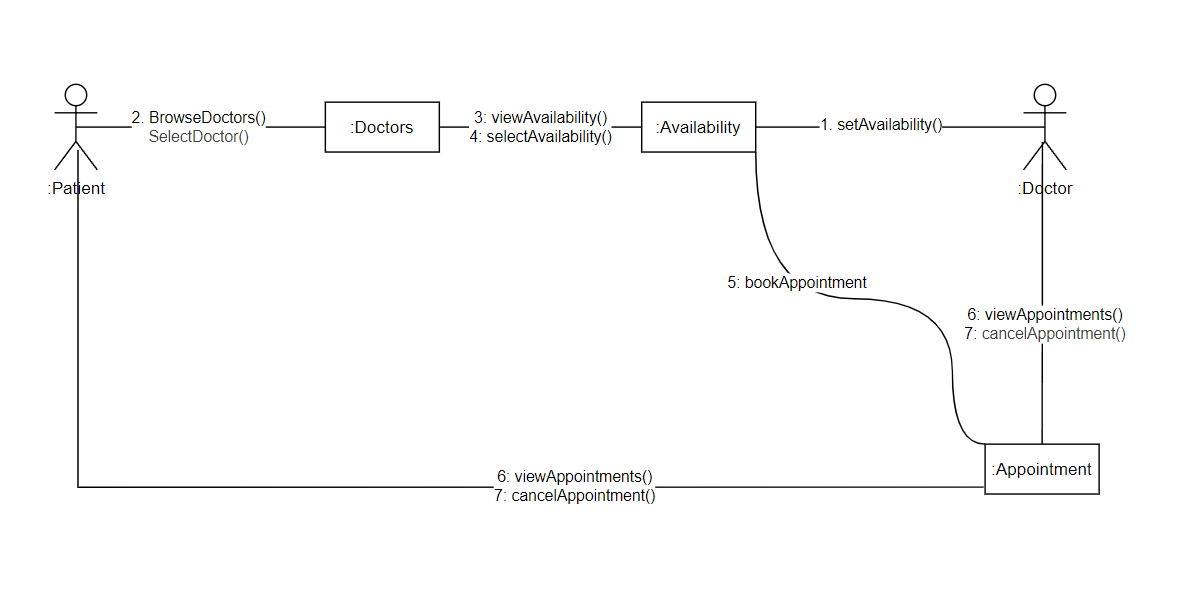 2. BrowseDoctors()
SelectDoctor()
:Doctors
3: viewAvailability()
4: selectAvailability()
:Availability
1. setAvailability()
:Patient
:Doctor
5: bookAppointment
6: viewAppointments()
7: cancelAppointment()
:Appointment
6: viewAppointments()
7: cancelAppointment()